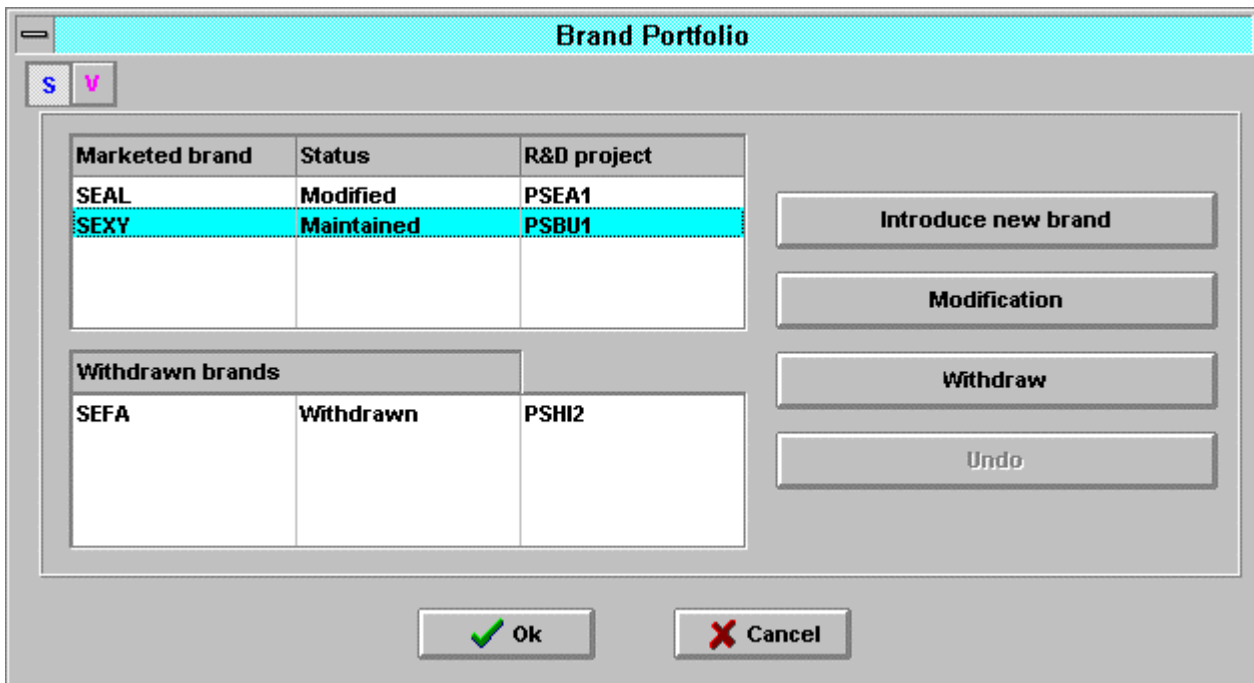 Brand Portfolio
S V
Marketed brand Status R&D project
SEAL Modified PSEA1
SEXY Maintained PSBU1
Introduce new brand
Modification
Withdrawn brands
Withdraw
SEFA Withdrawn PSHI2
Undo
Ok Cancel